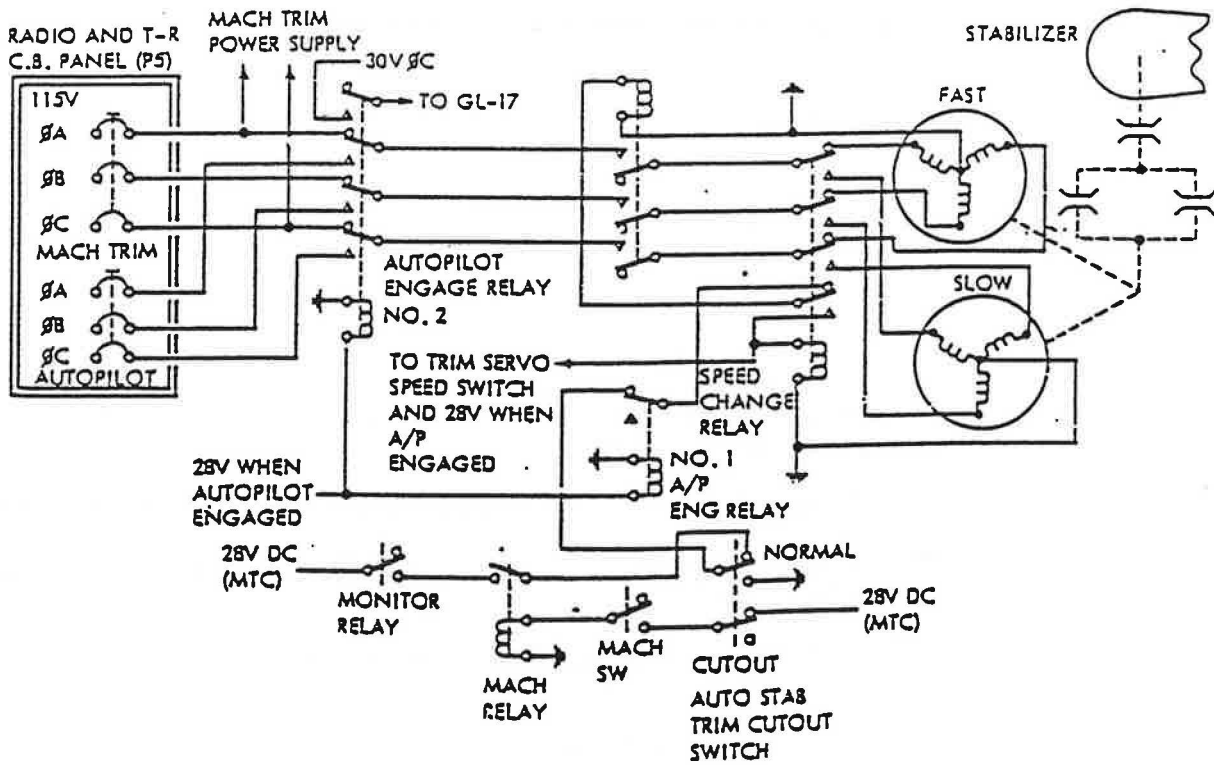 RADIO AND T-R
C.B. PANEL (P5)
115V
ØA
ØB
ØC
MACH TRIM
ØA
ØB
ØC
AUTOPILOT
MACH TRIM
POWER SUPPLY
30V ØC
TO GL-17
AUTOPILOT
ENGAGE RELAY
NO. 2
STABILIZER
FAST
SLOW
TO TRIM SERVO
SPEED SWITCH
AND 28V WHEN
A/P
ENGAGED
SPEED
CHANGE
RELAY
28V WHEN
AUTOPILOT
ENGAGED
NO. 1
A/P
ENG RELAY
28V DC
(MTC)
MONITOR
RELAY
MACH
RELAY
MACH
SW
NORMAL
28V DC
(MTC)
CUTOUT
AUTO STAB
TRIM CUTOUT
SWITCH